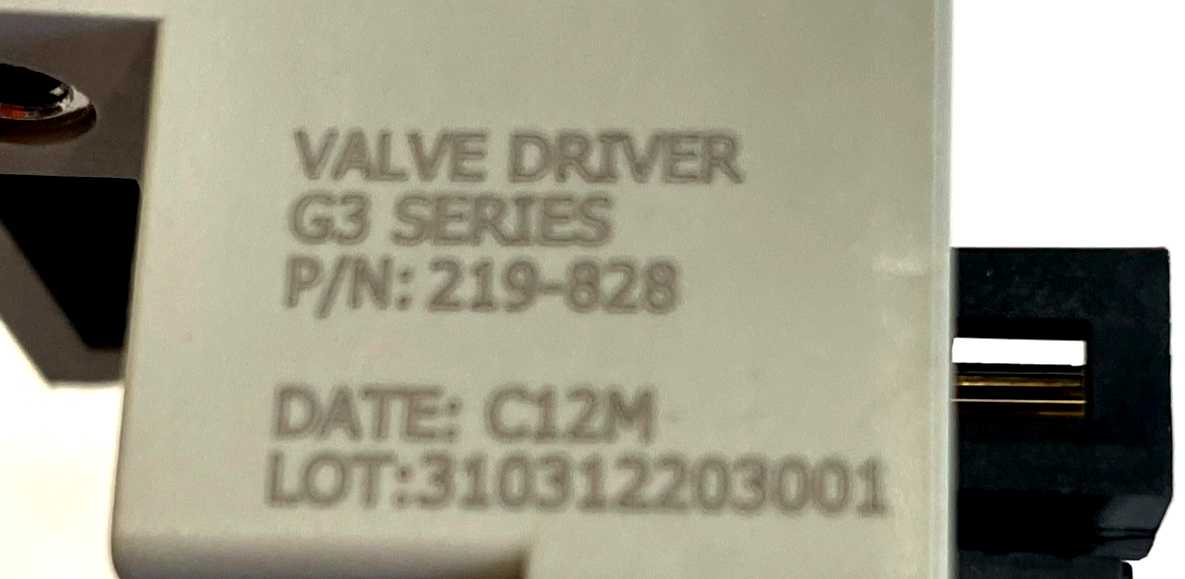 VALVE DRIVER
G3 SERIES
P/N: 219-828
DATE: C12M
LOT:310312203001